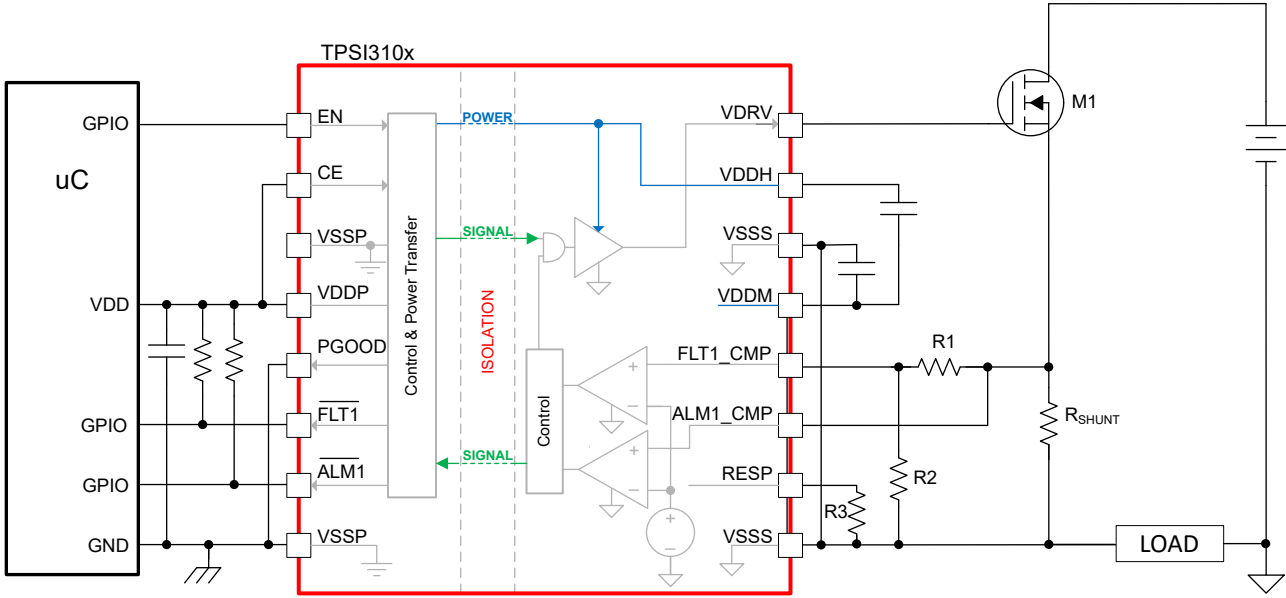 TPSI310x
GPIO
EN
POWER
VDRV
M1
uC
CE
VDDH
VSSP
SIGNAL
VSSS
VDD
VDDP
Control & Power Transfer
ISOLATION
VDDM
PGOOD
FLT1_CMP
R1
GPIO
FLT1
Control
ALM1_CMP
RSHUNT
GPIO
ALM1
SIGNAL
RESP
R2
R3
GND
VSSP
VSSS
LOAD